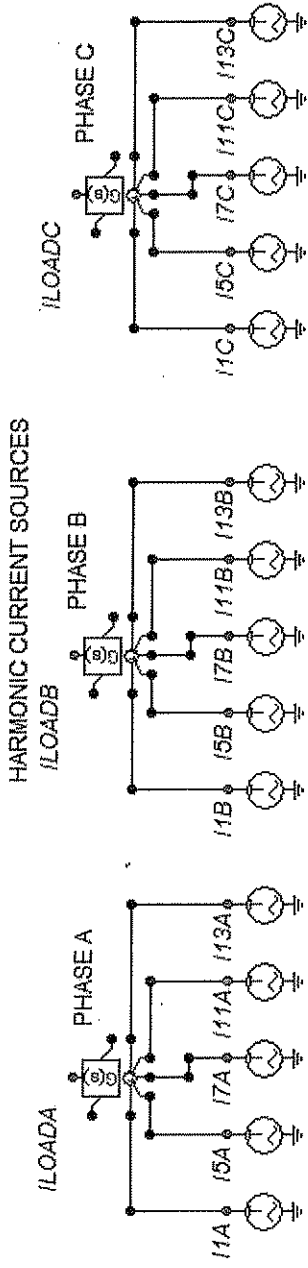 HARMONIC CURRENT SOURCES
ILOADA
PHASE A
G(s)
I1A
I5A
I7A
I11A
I13A
ILOADB
PHASE B
G(s)
I1B
I5B
I7B
I11B
I13B
ILOADC
PHASE C
G(s)
I1C
I5C
I7C
I11C
I13C